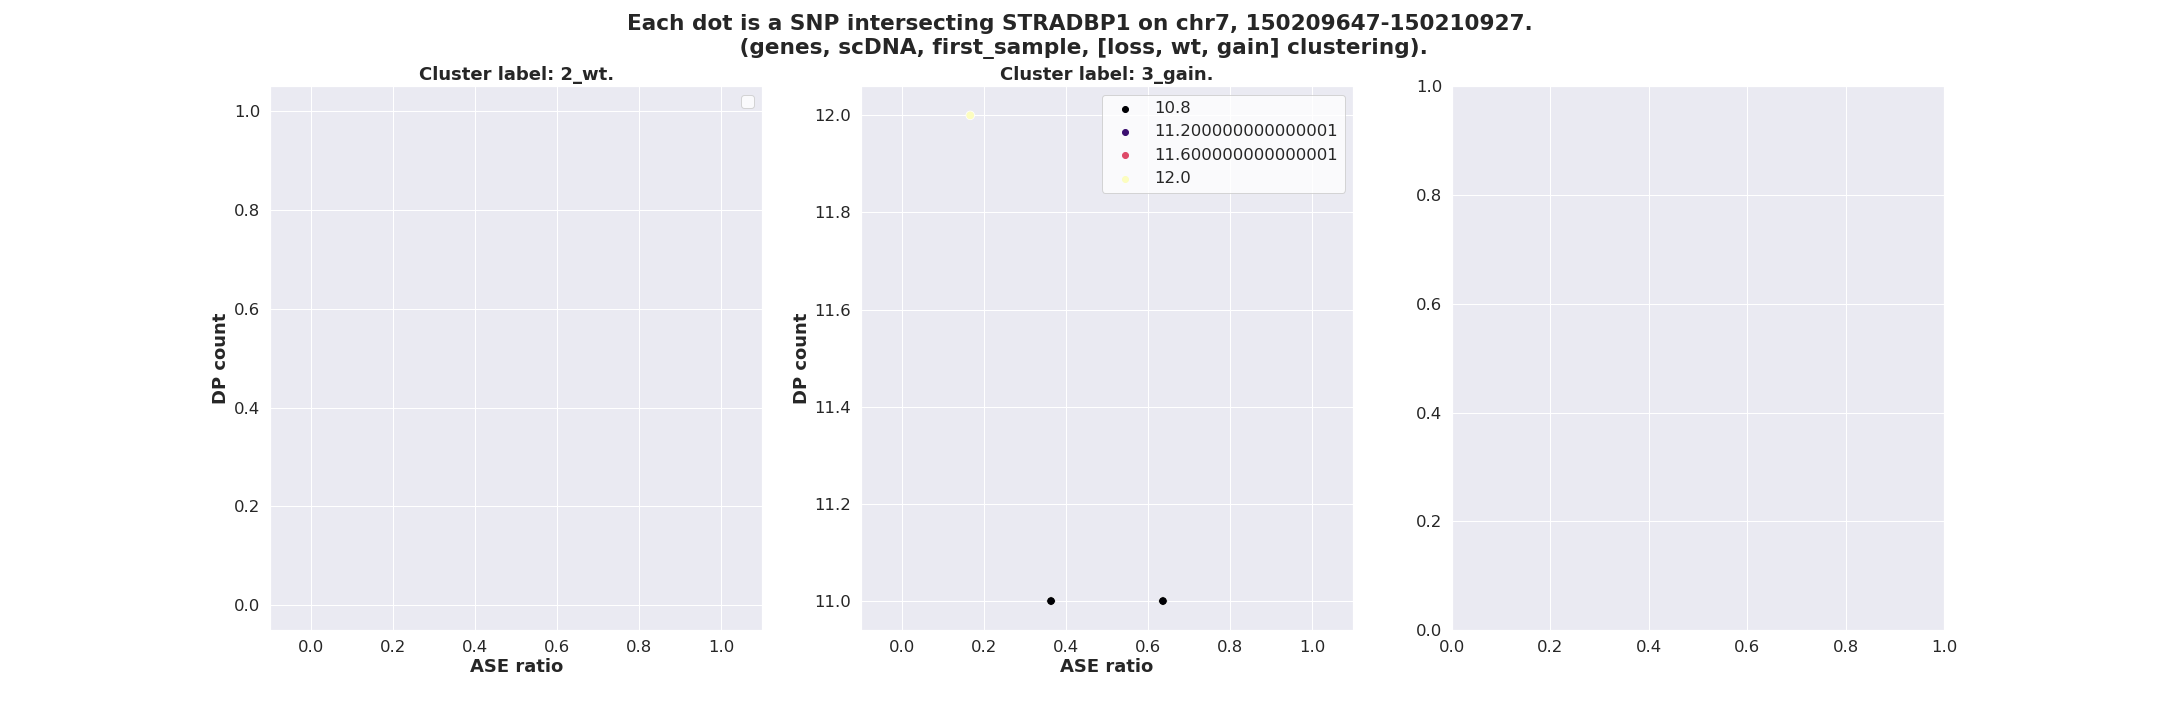 Each dot is a SNP intersecting STRADBP1 on chr7, 150209647-150210927.
(genes, scDNA, first_sample, [loss, wt, gain] clustering).
Cluster label: 2_wt.
1.0
0.8
0.6
0.4
0.2
0.0
DP count
0.0 0.2 0.4 0.6 0.8 1.0
ASE ratio
Cluster label: 3_gain.
10.8
11.200000000000001
11.600000000000001
12.0
12.0
11.8
11.6
11.4
11.2
11.0
DP count
0.0 0.2 0.4 0.6 0.8 1.0
ASE ratio
1.0
0.8
0.6
0.4
0.2
0.0
0.0 0.2 0.4 0.6 0.8 1.0